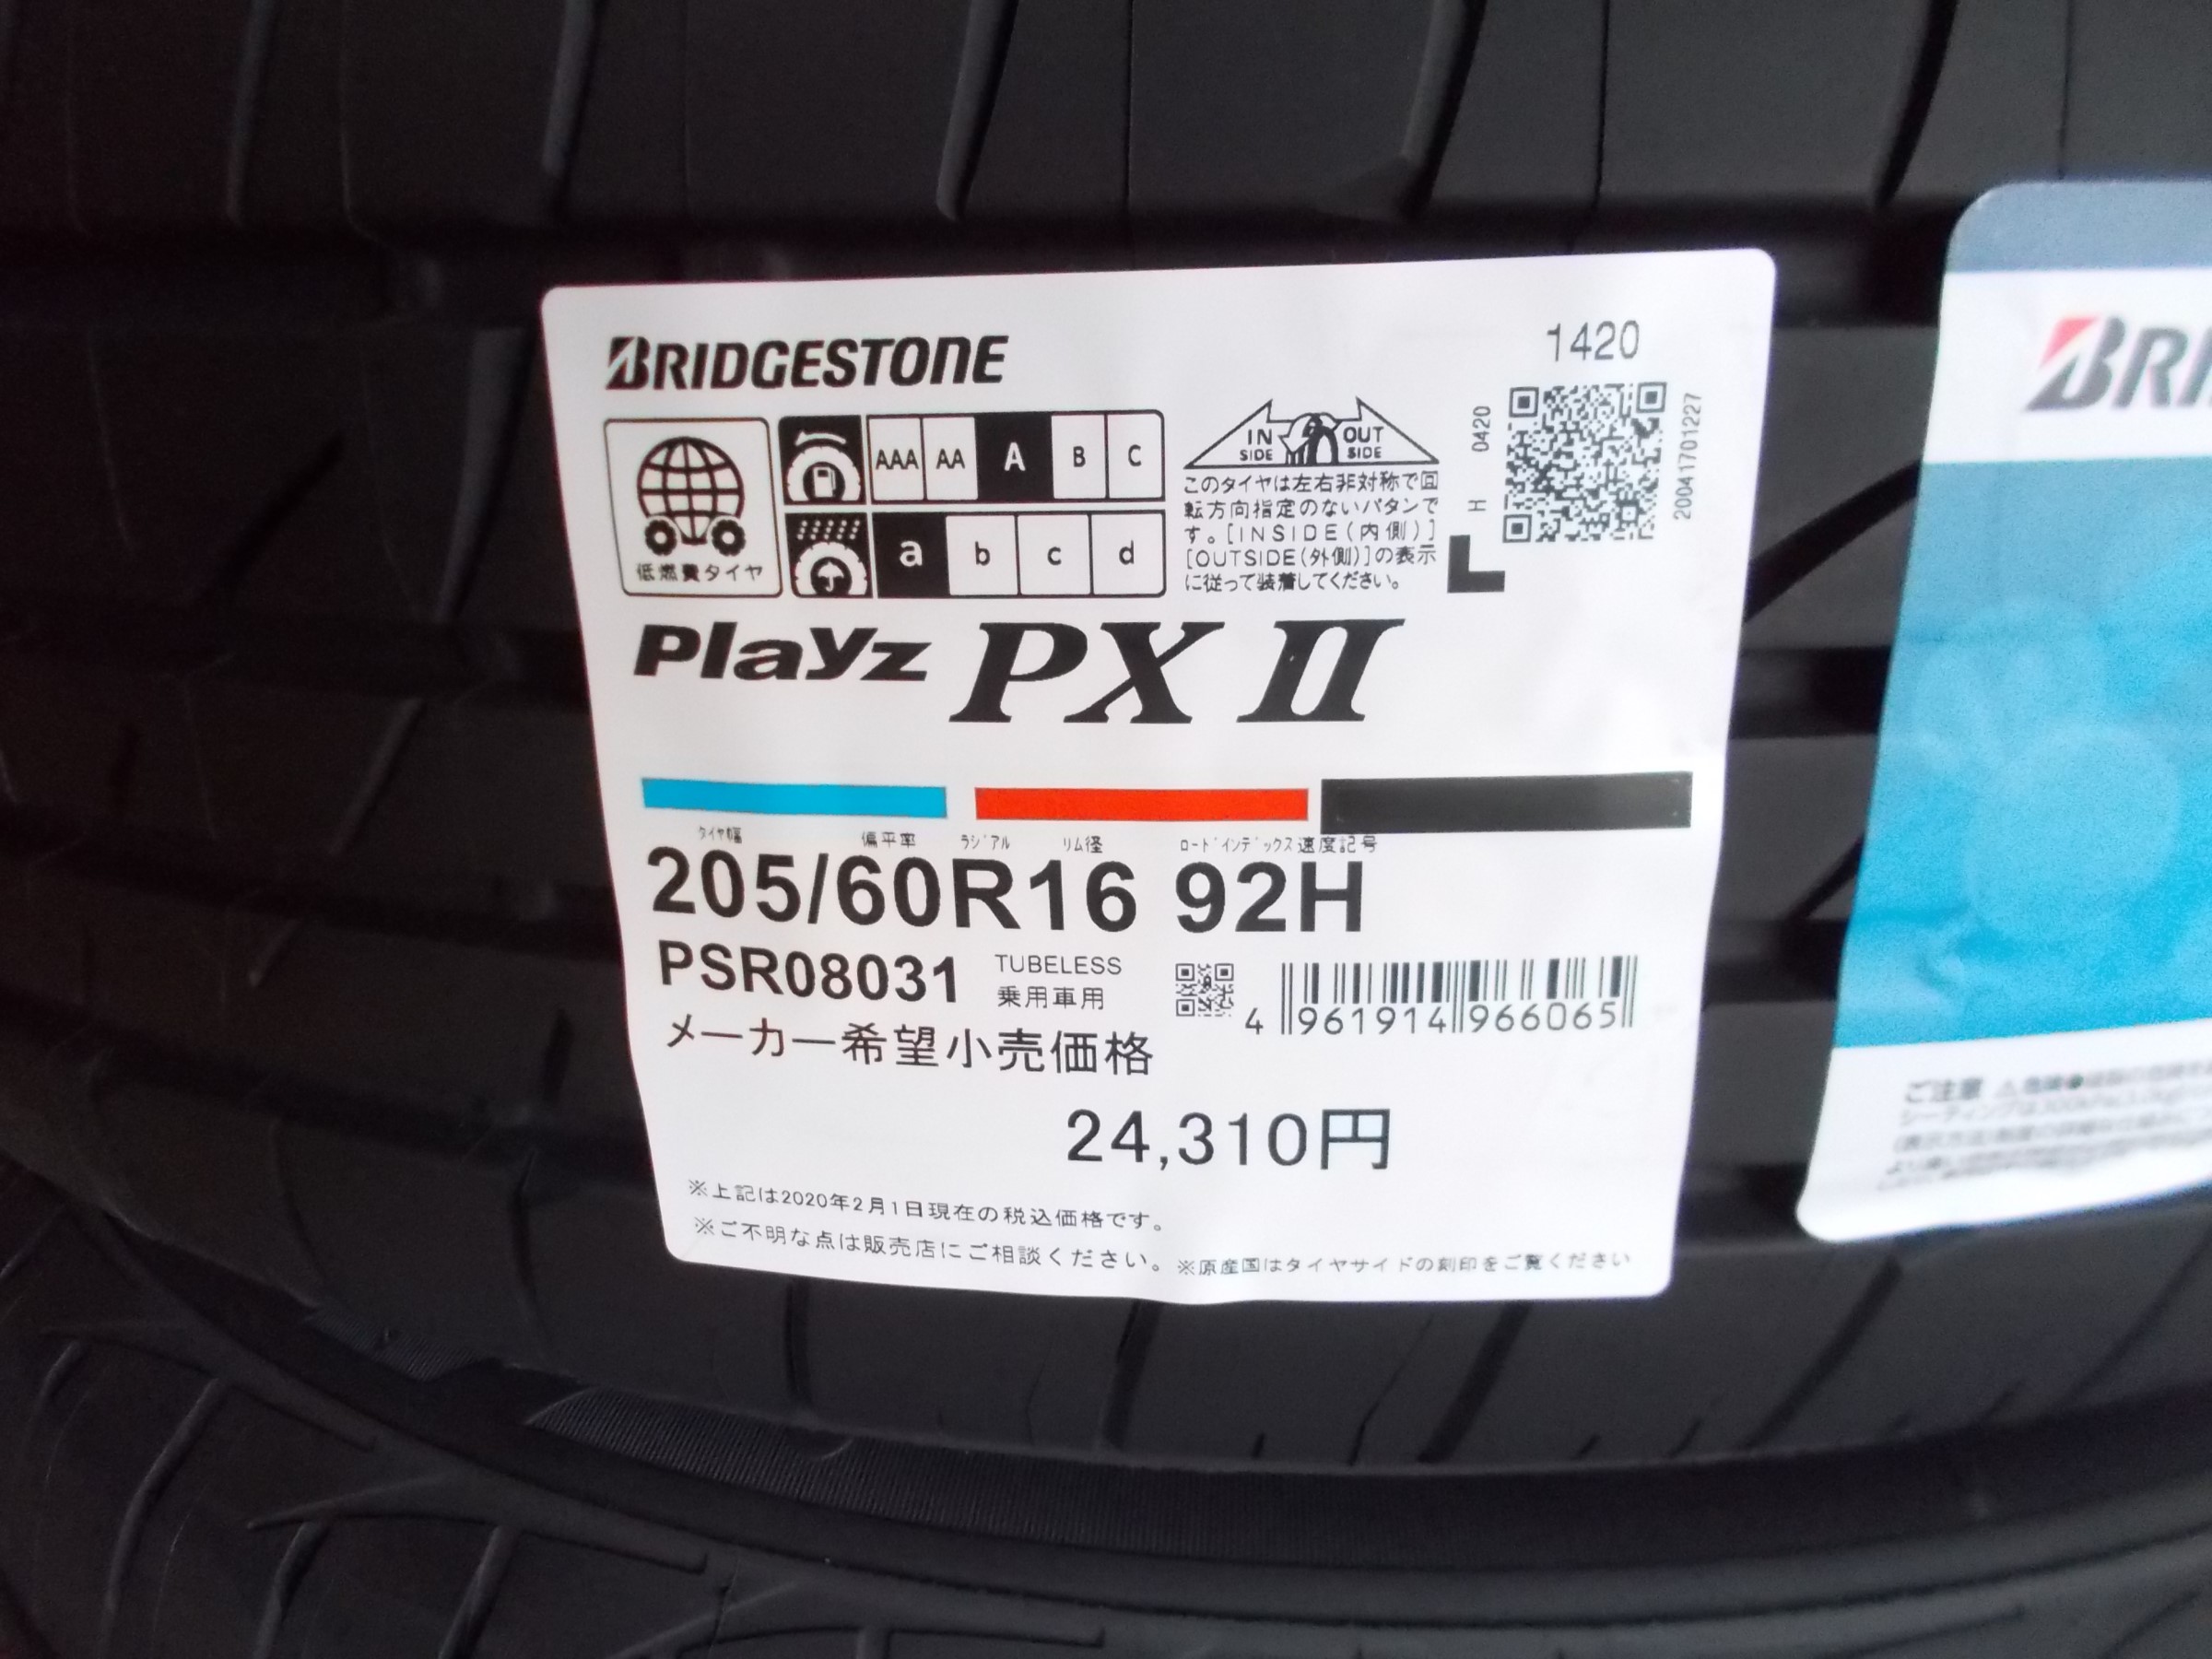 BRIDGESTONE
1420
低燃費タイヤ
AAA AA A B C
a b c d
IN SIDE OUT SIDE
このタイヤは左右非対称で回
転方向指定のないパタンで
す。[INSIDE(内側)]
[OUTSIDE(外側)]の表示
に従って装着してください。
H 0420
20041701227
L
Playz PX II
タイヤ幅 偏平率 ラジアル リム径 ロードインデックス 速度記号
205/60R16 92H
PSR08031 TUBELESS
乗用車用
4 961914 966065
メーカー希望小売価格
24,310円
※上記は2020年2月1日現在の税込価格です。
※ご不明な点は販売店にご相談ください。※原産国はタイヤサイドの刻印をご覧ください
BRI
ご注意